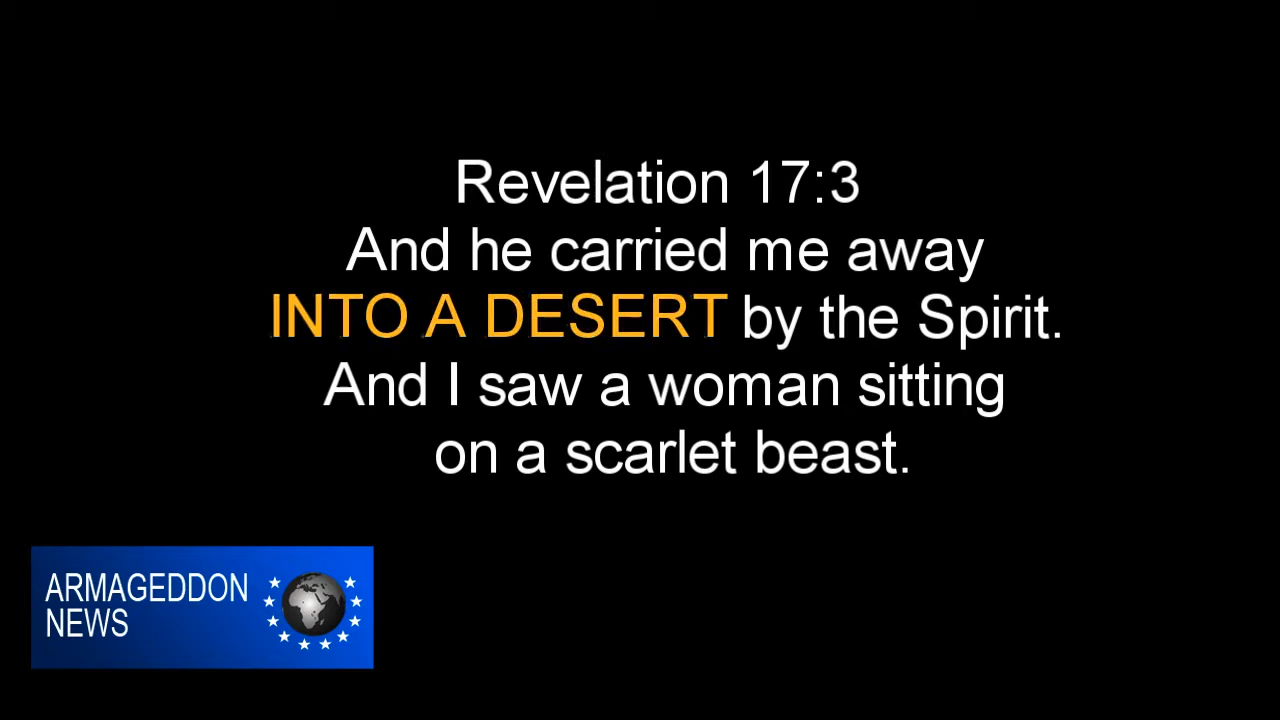 Revelation 17:3
And he carried me away
INTO A DESERT by the Spirit.
And I saw a woman sitting
on a scarlet beast.
ARMAGEDDON
NEWS